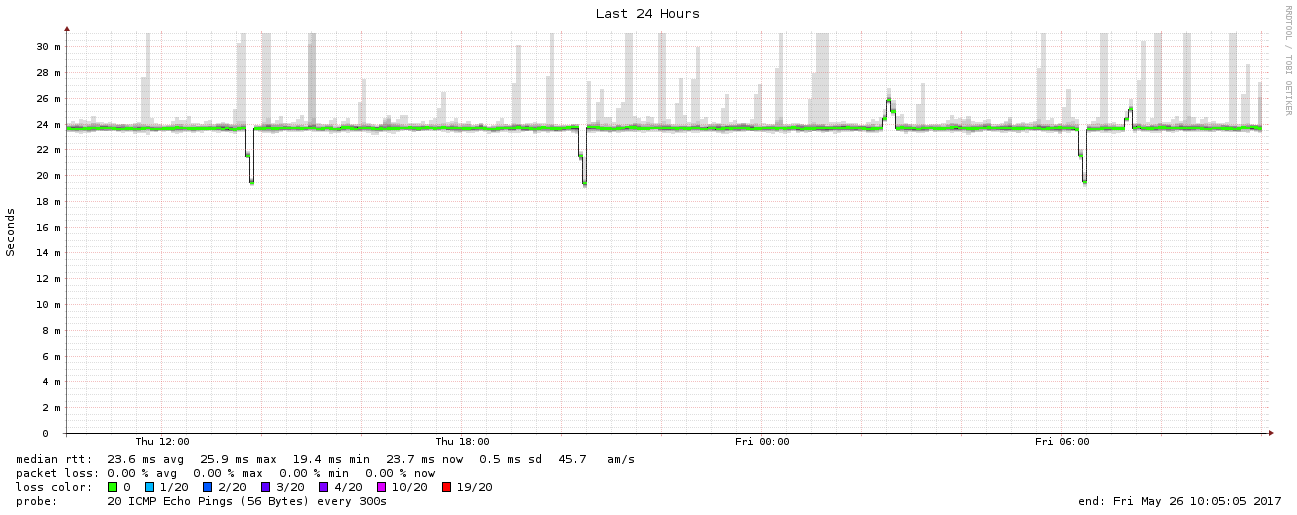 Last 24 Hours
RRDTOOL / TOBI OETIKER
Seconds
30 m
28 m
26 m
24 m
22 m
20 m
18 m
16 m
14 m
12 m
10 m
8 m
6 m
4 m
2 m
0
Thu 12:00 Thu 18:00 Fri 00:00 Fri 06:00
median rtt: 23.6 ms avg 25.9 ms max 19.4 ms min 23.7 ms now 0.5 ms sd 45.7 am/s
packet loss: 0.00 % avg 0.00 % max 0.00 % min 0.00 % now
loss color: 0 1/20 2/20 3/20 4/20 10/20 19/20
probe: 20 ICMP Echo Pings (56 Bytes) every 300s end: Fri May 26 10:05:05 2017